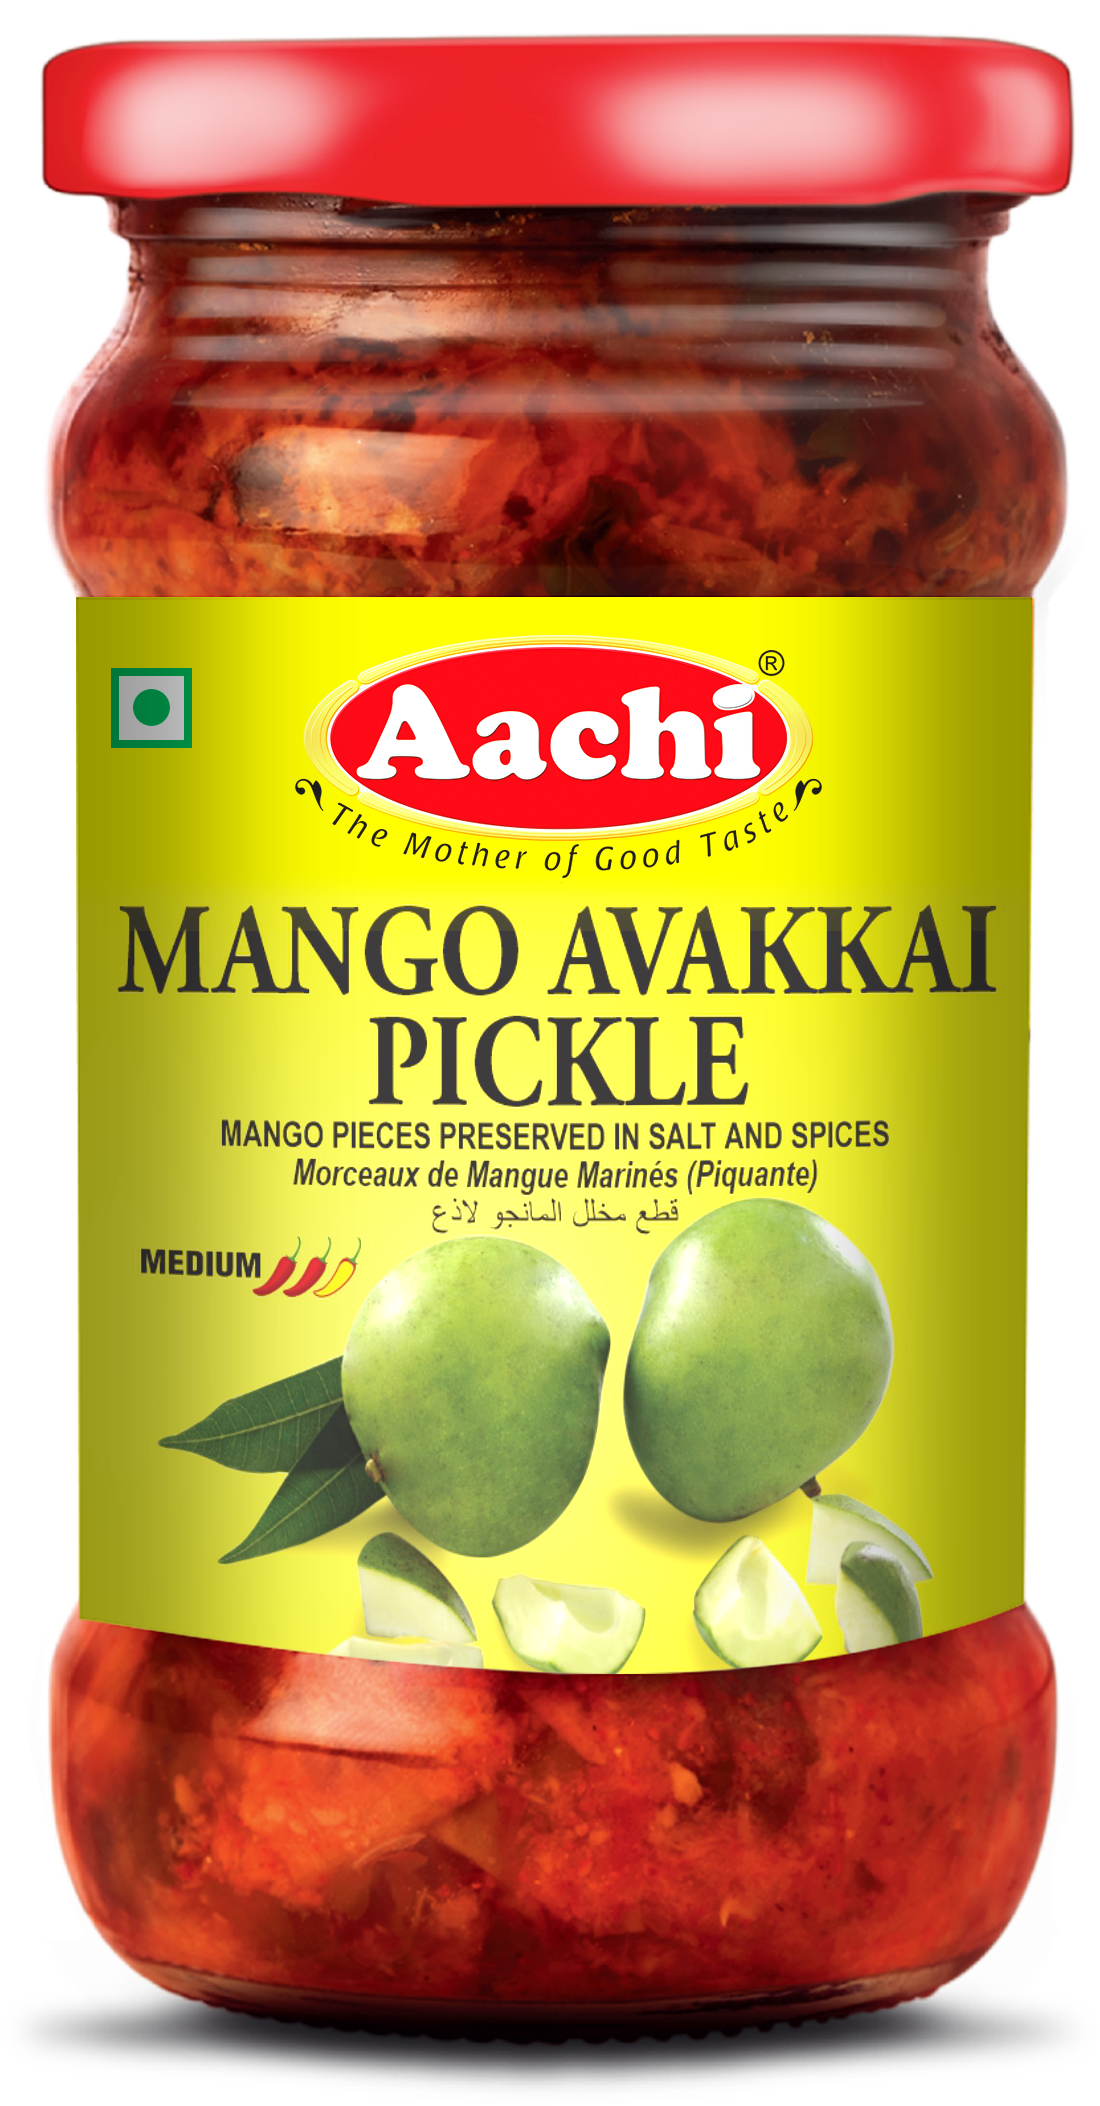 Aachi®
The Mother of Good Taste
MANGO AVAKKAI
PICKLE
MANGO PIECES PRESERVED IN SALT AND SPICES
Morceaux de Mangue Marinés (Piquante)
قطع مخلل المانجو لاذع
MEDIUM